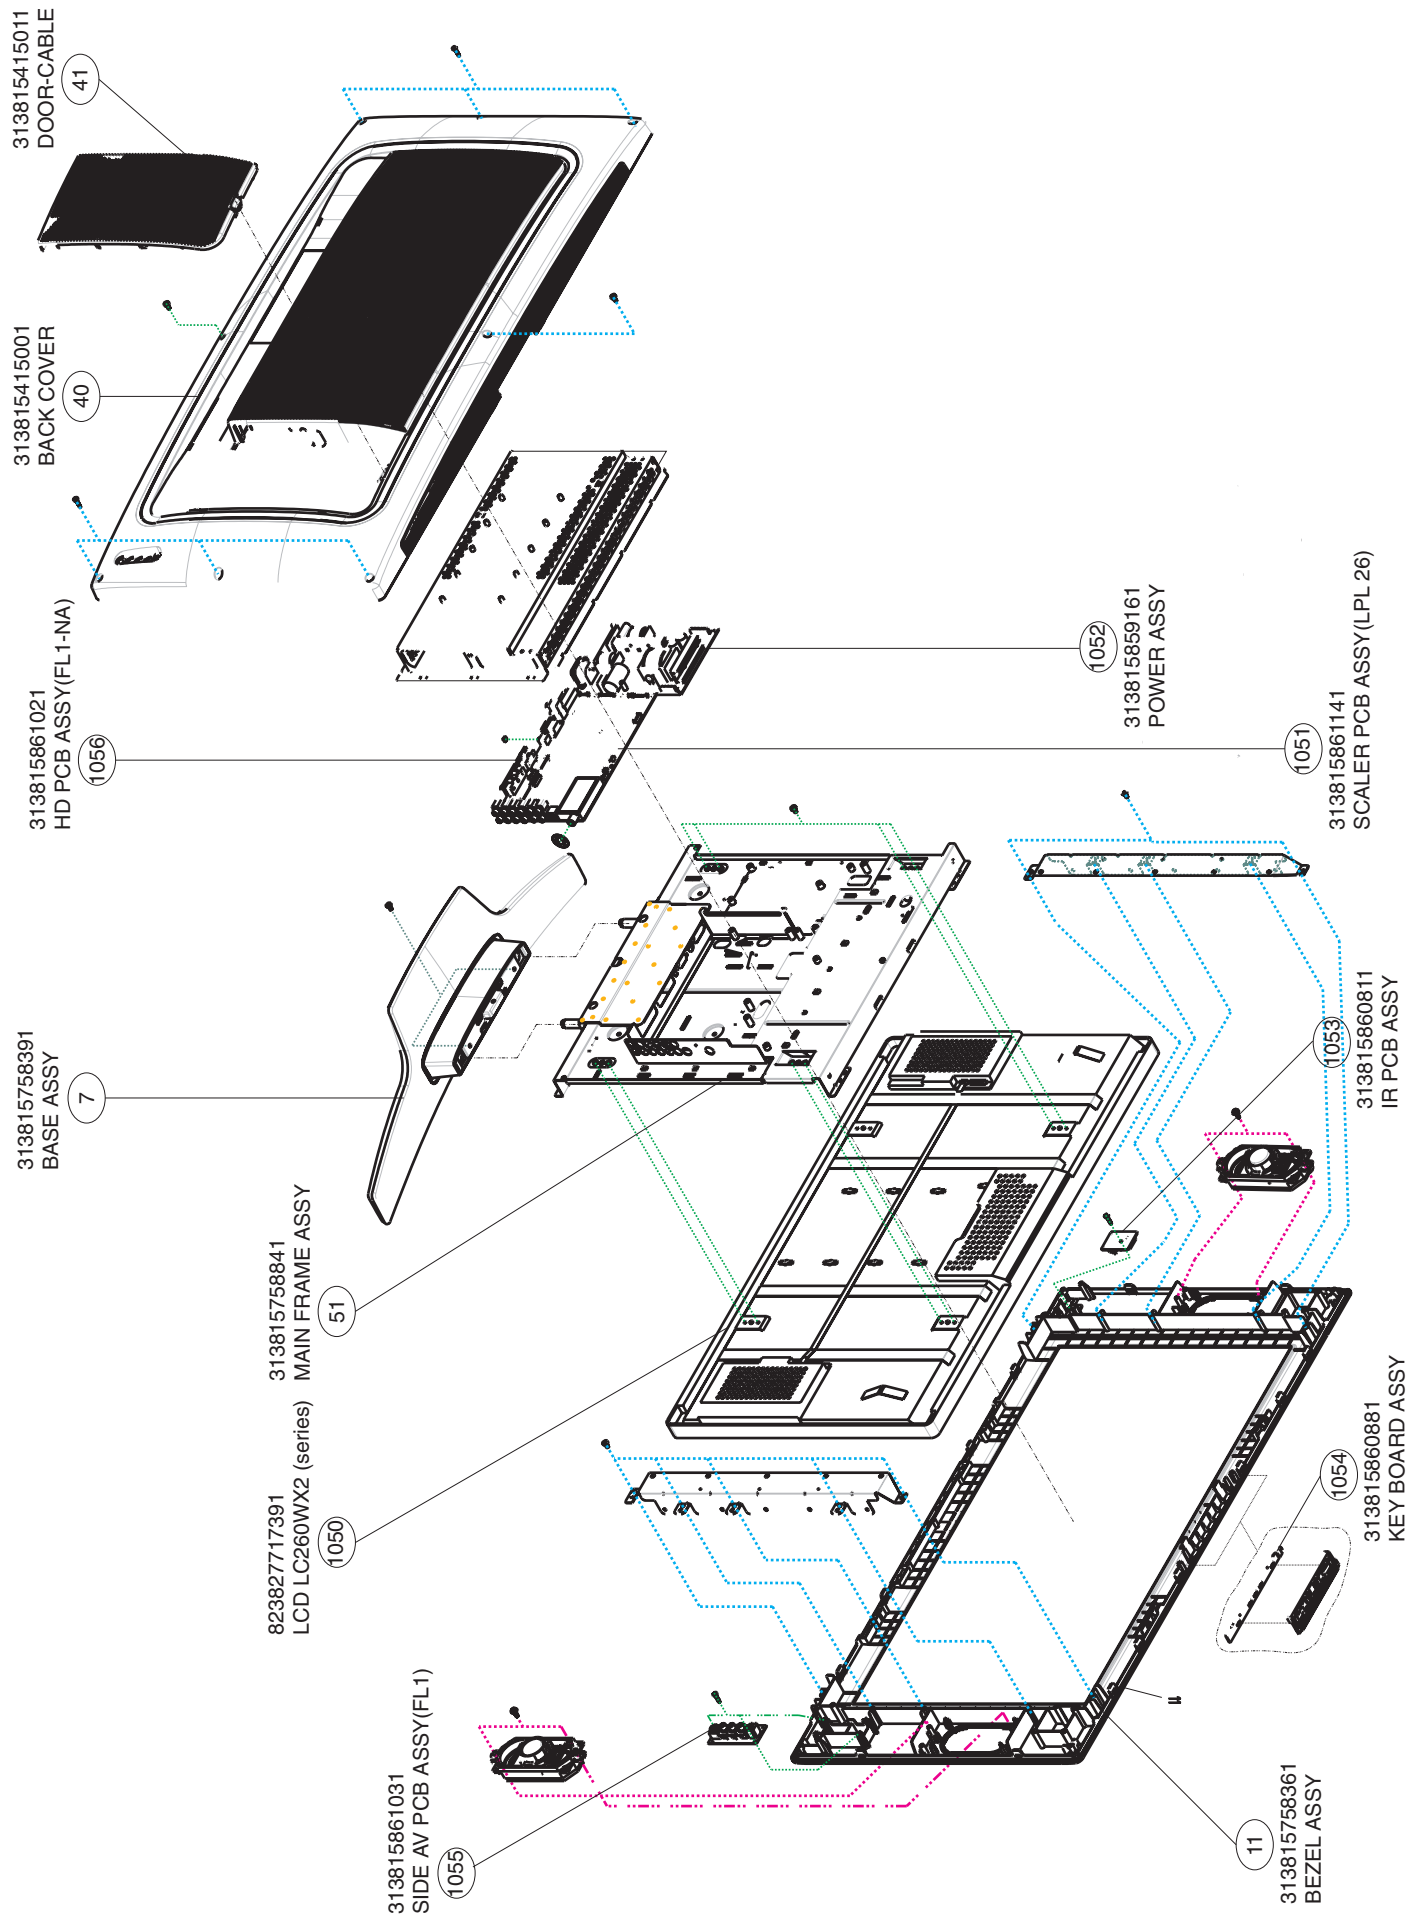 313815415011
DOOR-CABLE
41
313815415001
BACK COVER
40
313815861021
HD PCB ASSY(FL1-NA)
1056
1052
313815859161
POWER ASSY
1051
313815861141
SCALER PCB ASSY(LPL 26)
313815758391
BASE ASSY
7
313815758841
MAIN FRAME ASSY
51
1053
313815860811
IR PCB ASSY
823827717391
LCD LC260WX2 (series)
1050
1054
313815860881
KEY BOARD ASSY
313815861031
SIDE AV PCB ASSY(FL1)
1055
11
313815758361
BEZEL ASSY